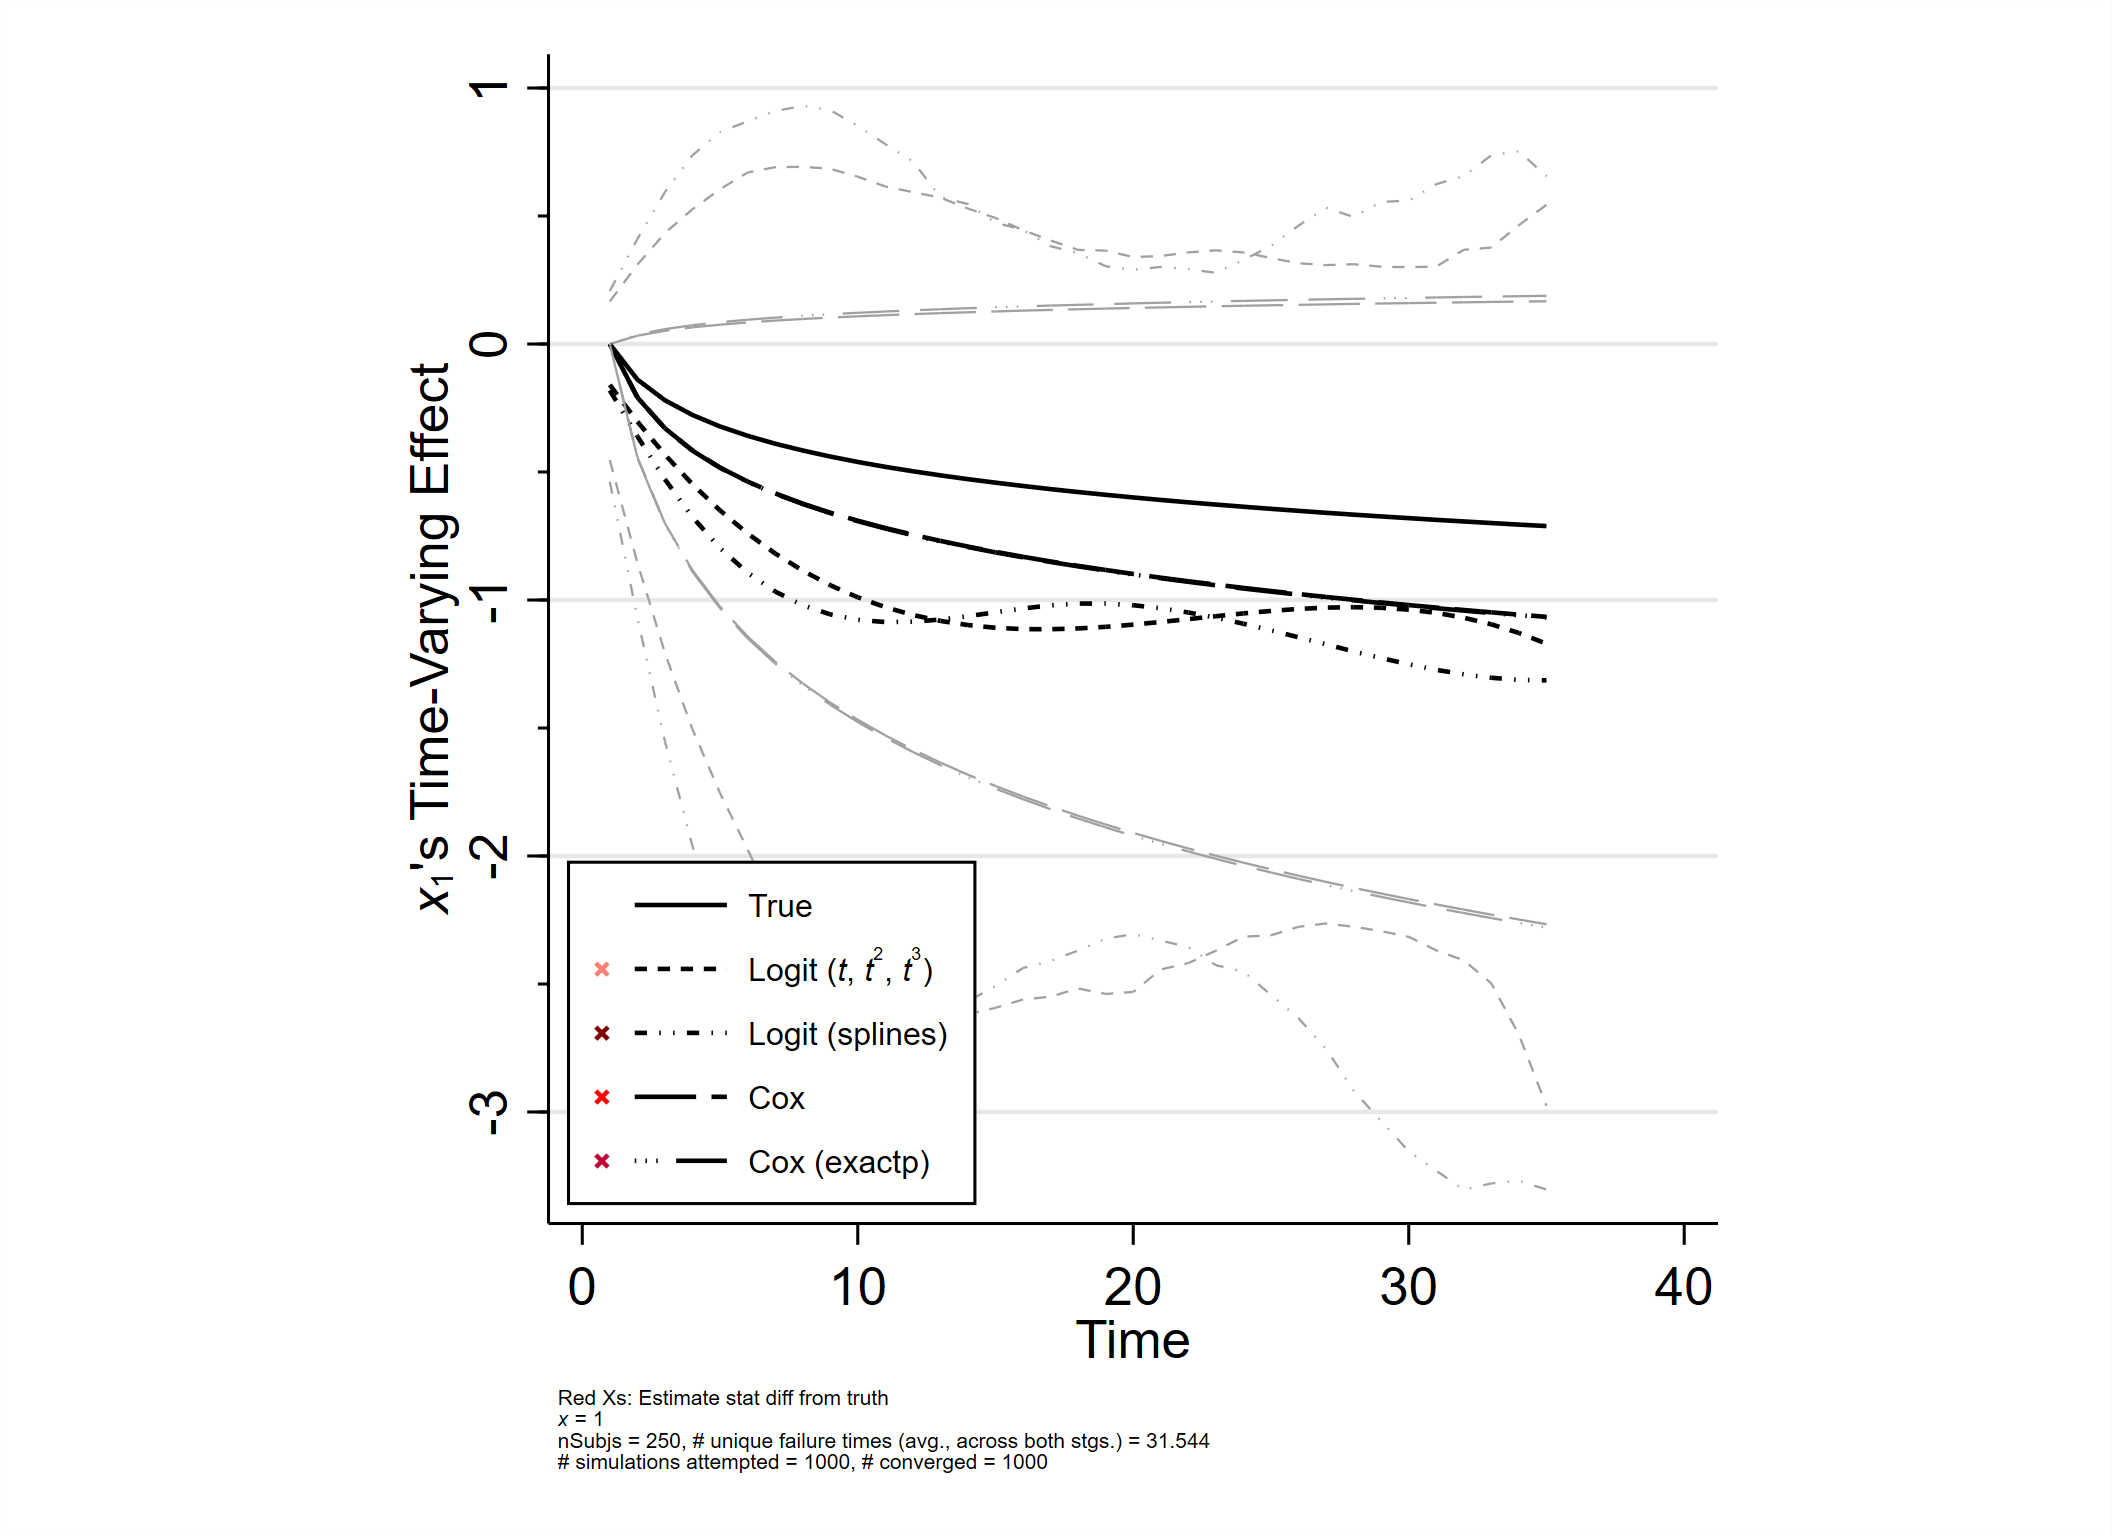 1
0
-1
-2
-3
x₁'s Time-Varying Effect
True
Logit (t, t², t³)
Logit (splines)
Cox
Cox (exactp)
0 10 20 30 40
Time
Red Xs: Estimate stat diff from truth
x = 1
nSubjs = 250, # unique failure times (avg., across both stgs.) = 31.544
# simulations attempted = 1000, # converged = 1000